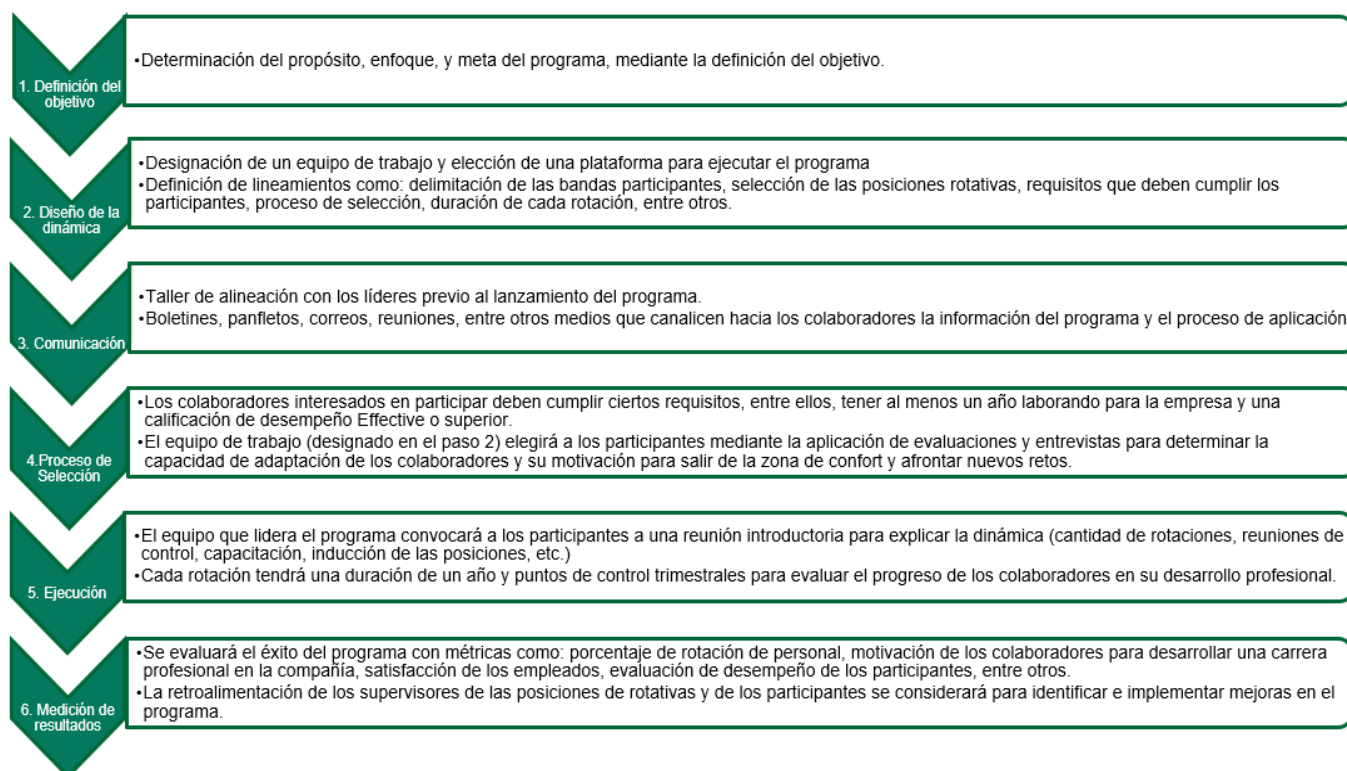 •Determinación del propósito, enfoque, y meta del programa, mediante la definición del objetivo.
1. Definición del
objetivo
•Designación de un equipo de trabajo y elección de una plataforma para ejecutar el programa
•Definición de lineamientos como: delimitación de las bandas participantes, selección de las posiciones rotativas, requisitos que deben cumplir los
participantes, proceso de selección, duración de cada rotación, entre otros.
2. Diseño de la
dinámica
•Taller de alineación con los líderes previo al lanzamiento del programa.
•Boletines, panfletos, correos, reuniones, entre otros medios que canalicen hacia los colaboradores la información del programa y el proceso de aplicación
3. Comunicación
•Los colaboradores interesados en participar deben cumplir ciertos requisitos, entre ellos, tener al menos un año laborando para la empresa y una
calificación de desempeño Effective o superior.
•El equipo de trabajo (designado en el paso 2) elegirá a los participantes mediante la aplicación de evaluaciones y entrevistas para determinar la
capacidad de adaptación de los colaboradores y su motivación para salir de la zona de confort y afrontar nuevos retos.
4.Proceso de
Selección
•El equipo que lidera el programa convocará a los participantes a una reunión introductoria para explicar la dinámica (cantidad de rotaciones, reuniones de
control, capacitación, inducción de las posiciones, etc.)
•Cada rotación tendrá una duración de un año y puntos de control trimestrales para evaluar el progreso de los colaboradores en su desarrollo profesional.
5. Ejecución
•Se evaluará el éxito del programa con métricas como: porcentaje de rotación de personal, motivación de los colaboradores para desarrollar una carrera
profesional en la compañía, satisfacción de los empleados, evaluación de desempeño de los participantes, entre otros.
•La retroalimentación de los supervisores de las posiciones de rotativas y de los participantes se considerará para identificar e implementar mejoras en el
programa.
6. Medición de
resultados